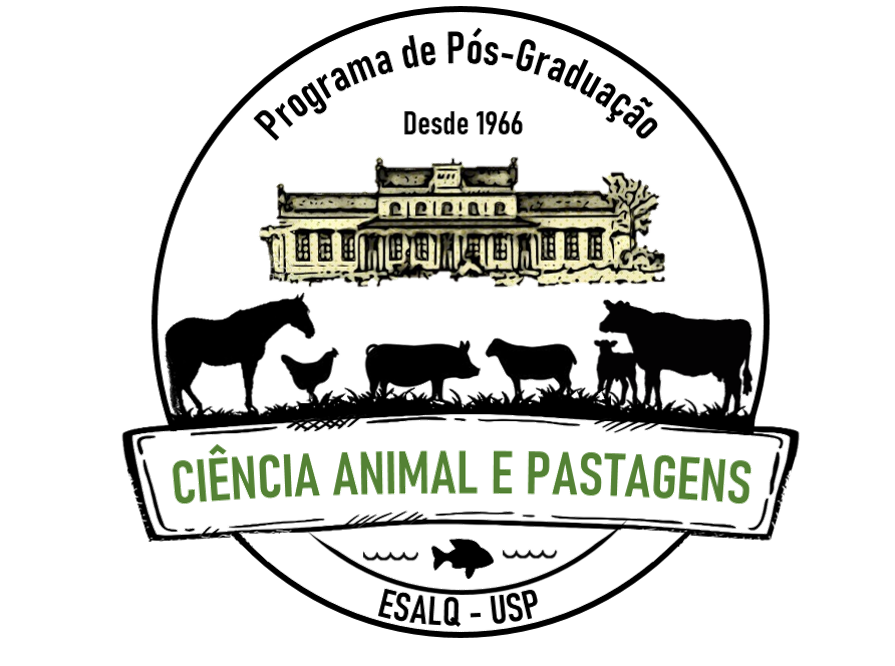 Programa de Pós-Graduação
Desde 1966
CIÊNCIA ANIMAL E PASTAGENS
ESALQ - USP